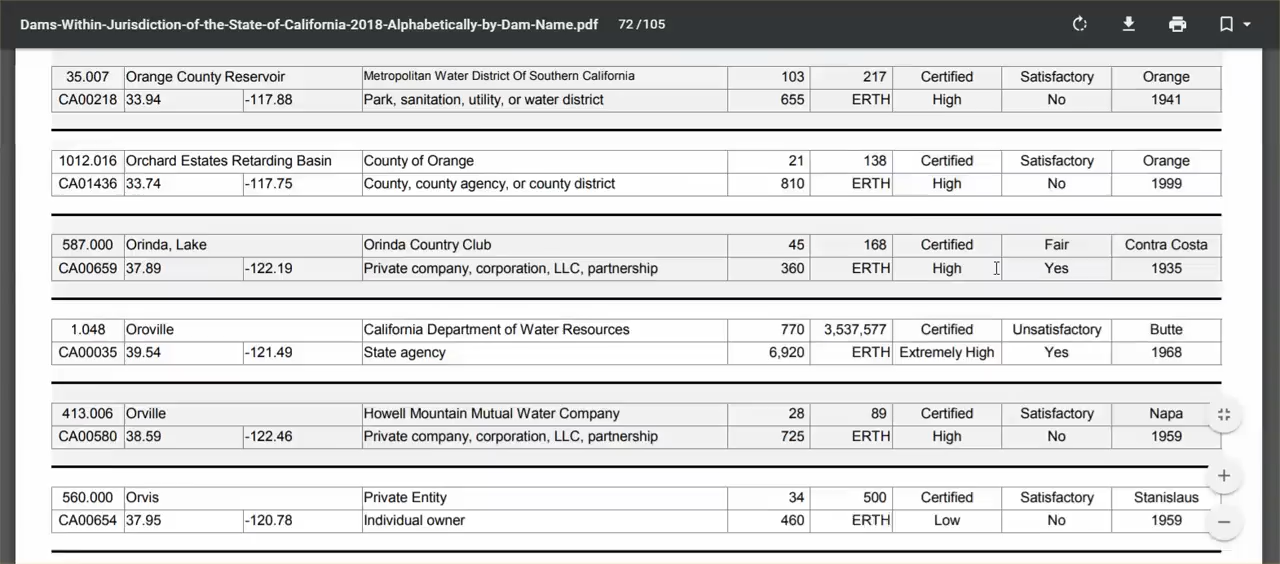 Dams-Within-Jurisdiction-of-the-State-of-California-2018-Alphabetically-by-Dam-Name.pdf 72 / 105
35.007 Orange County Reservoir Metropolitan Water District Of Southern California 103 217 Certified Satisfactory Orange
CA00218 33.94 -117.88 Park, sanitation, utility, or water district 655 ERTH High No 1941
1012.016 Orchard Estates Retarding Basin County of Orange 21 138 Certified Satisfactory Orange
CA01436 33.74 -117.75 County, county agency, or county district 810 ERTH High No 1999
587.000 Orinda, Lake Orinda Country Club 45 168 Certified Fair Contra Costa
CA00659 37.89 -122.19 Private company, corporation, LLC, partnership 360 ERTH High Yes 1935
1.048 Oroville California Department of Water Resources 770 3,537,577 Certified Unsatisfactory Butte
CA00035 39.54 -121.49 State agency 6,920 ERTH Extremely High Yes 1968
413.006 Orville Howell Mountain Mutual Water Company 28 89 Certified Satisfactory Napa
CA00580 38.59 -122.46 Private company, corporation, LLC, partnership 725 ERTH High No 1959
560.000 Orvis Private Entity 34 500 Certified Satisfactory Stanislaus
CA00654 37.95 -120.78 Individual owner 460 ERTH Low No 1959